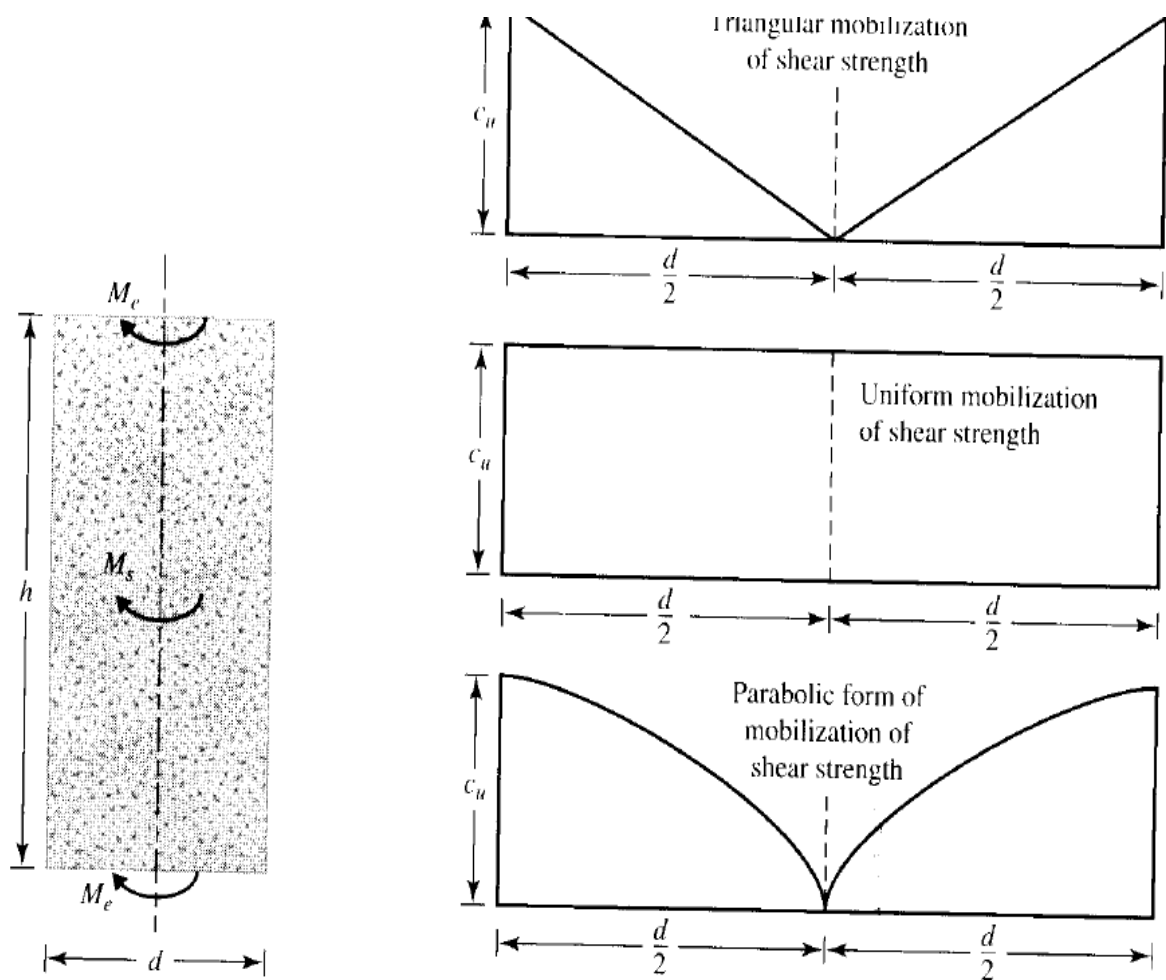 Triangular mobilization
of shear strength
c_u
d/2
d/2
M_e
h
M_s
M_e
d
Uniform mobilization
of shear strength
c_u
d/2
d/2
Parabolic form of
mobilization of
shear strength
c_u
d/2
d/2